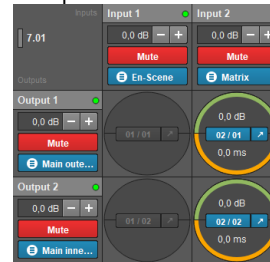 Inputs
Input 1
Input 2
7.01
0,0 dB − +
0,0 dB − +
Mute
Mute
Outputs
En-Scene
Matrix
Output 1
0,0 dB − +
01 / 01
0,0 dB
02 / 01
0,0 ms
Mute
Main oute...
Output 2
0,0 dB − +
01 / 02
0,0 dB
02 / 02
0,0 ms
Mute
Main inne...